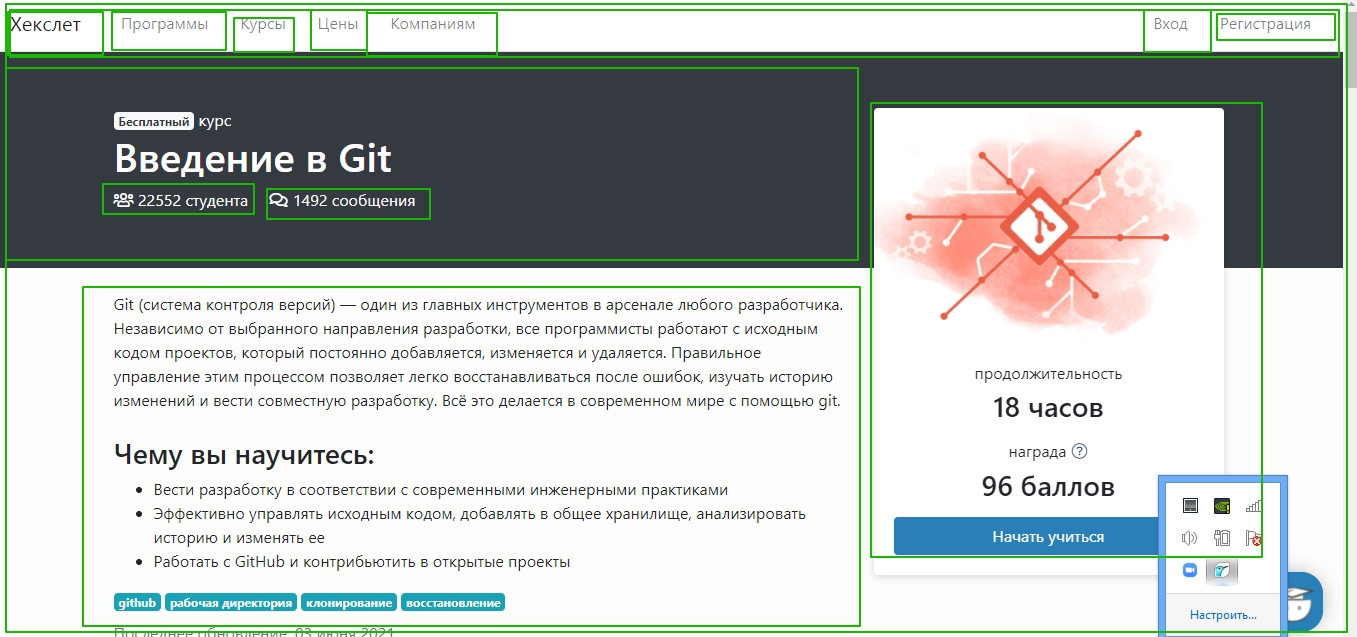 Хекслет Программы Курсы Цены Компаниям Вход Регистрация
Бесплатный курс
Введение в Git
22552 студента 1492 сообщения
Git (система контроля версий) — один из главных инструментов в арсенале любого разработчика.
Независимо от выбранного направления разработки, все программисты работают с исходным
кодом проектов, который постоянно добавляется, изменяется и удаляется. Правильное
управление этим процессом позволяет легко восстанавливаться после ошибок, изучать историю
изменений и вести совместную разработку. Всё это делается в современном мире с помощью git.
Чему вы научитесь:
Вести разработку в соответствии с современными инженерными практиками
Эффективно управлять исходным кодом, добавлять в общее хранилище, анализировать
историю и изменять ее
Работать с GitHub и контрибьютить в открытые проекты
github рабочая директория клонирование восстановление
Последнее обновление: 03 июня 2021
продолжительность
18 часов
награда ?
96 баллов
Начать учиться
Настроить...